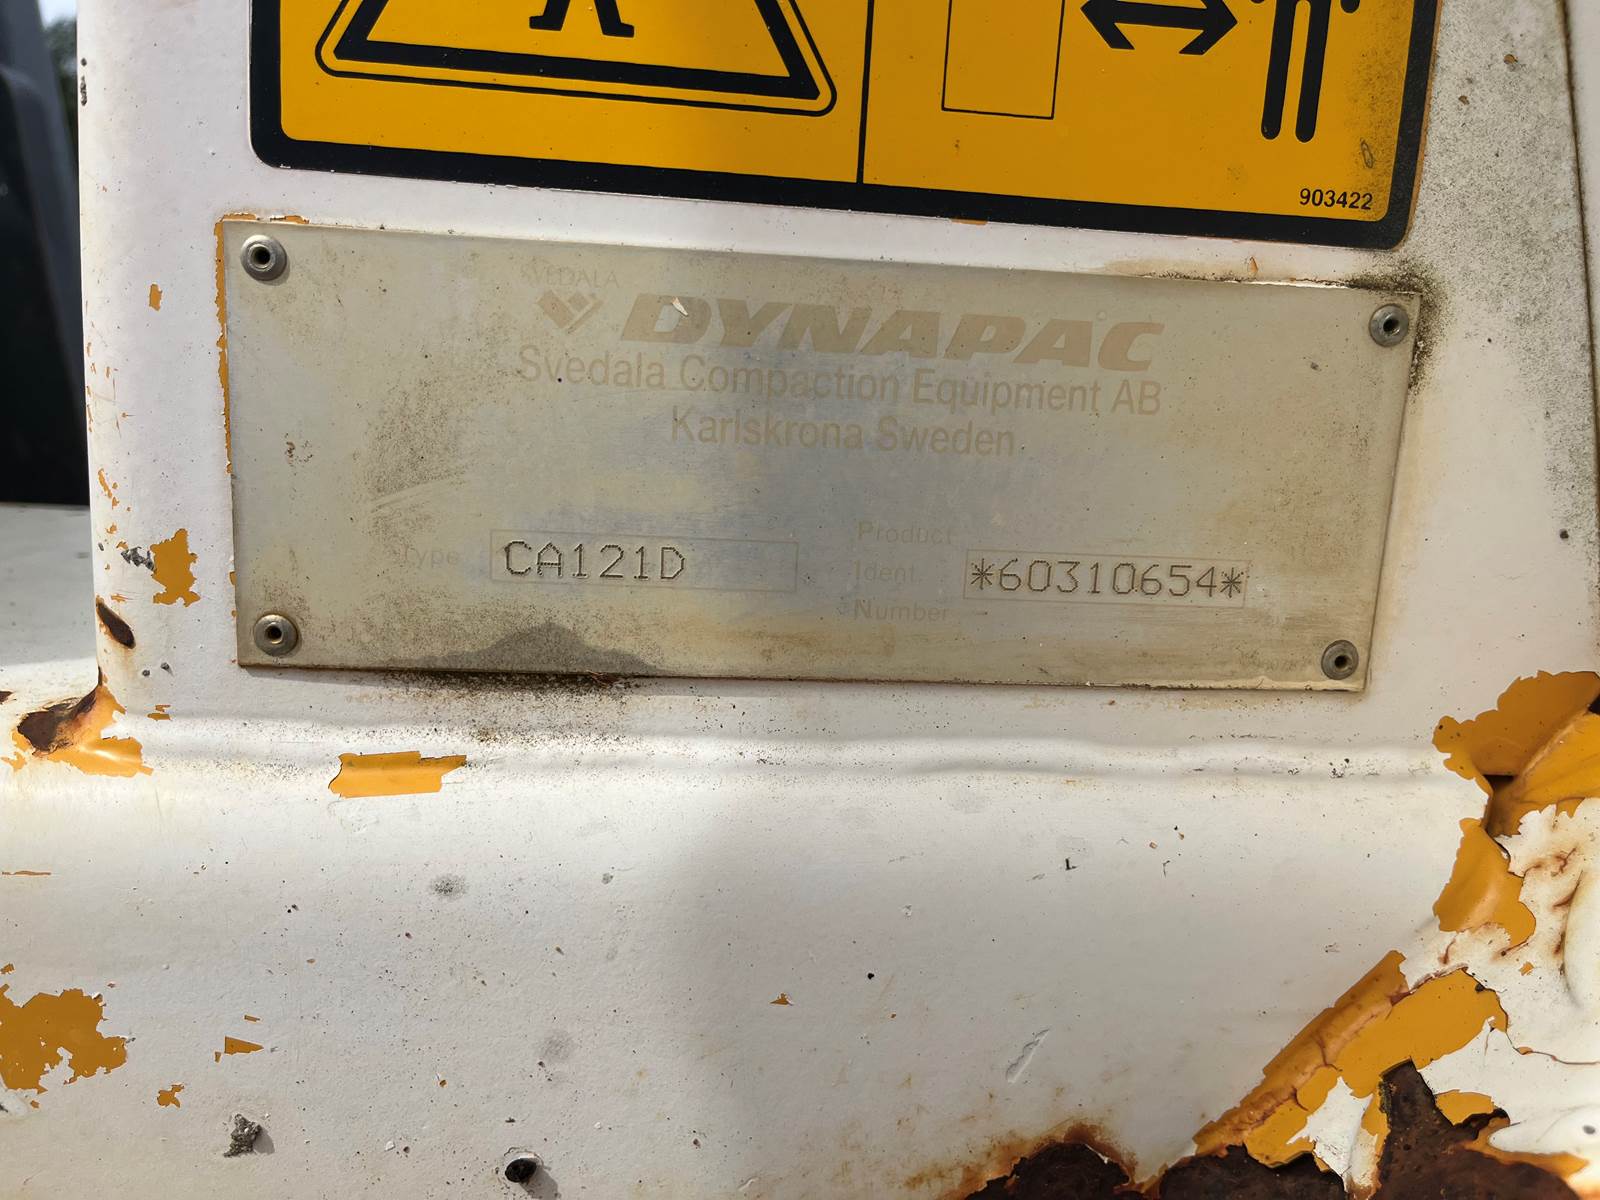 903422
SVEDALA
DYNAPAC
Svedala Compaction Equipment AB
Karlskrona Sweden
Type CA121D
Product
Ident. *60310654*
Number